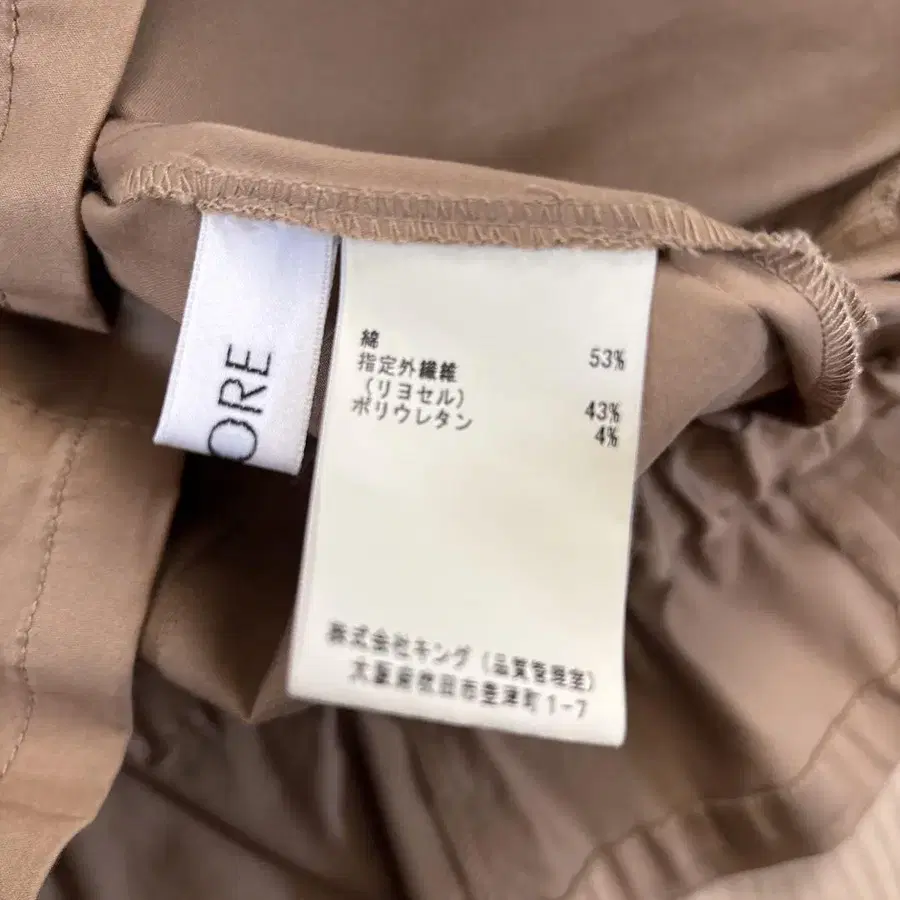 ORE
綿 53%
指定外繊維
(リヨセル) 43%
ポリウレタン 4%
株式会社キング(品質管理室)
大阪府吹田市豊津町1-7